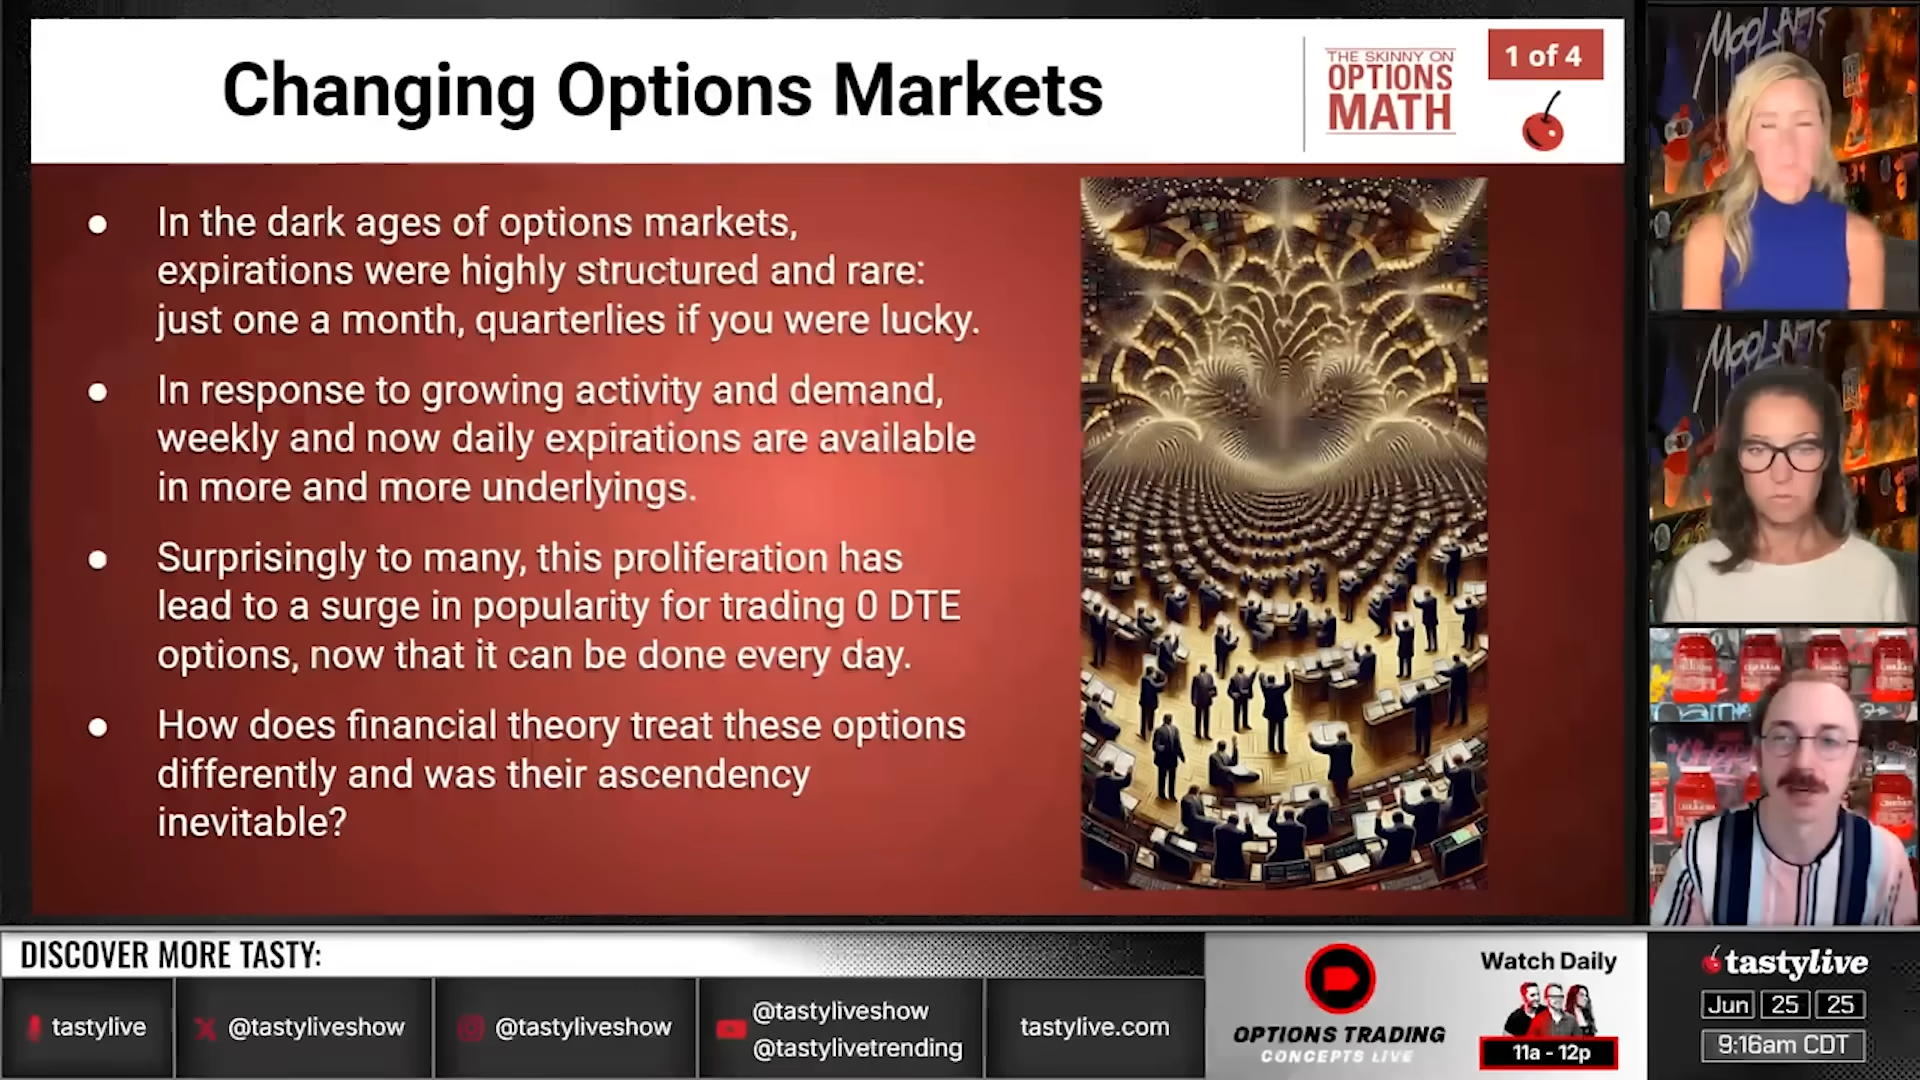 Changing Options Markets
THE SKINNY ON
OPTIONS
MATH
1 of 4
● In the dark ages of options markets,
expirations were highly structured and rare:
just one a month, quarterlies if you were lucky.
● In response to growing activity and demand,
weekly and now daily expirations are available
in more and more underlyings.
● Surprisingly to many, this proliferation has
lead to a surge in popularity for trading 0 DTE
options, now that it can be done every day.
● How does financial theory treat these options
differently and was their ascendency
inevitable?
DISCOVER MORE TASTY:
tastylive
@tastyliveshow
@tastyliveshow
@tastyliveshow
@tastylivetrending
tastylive.com
OPTIONS TRADING
CONCEPTS LIVE
Watch Daily
11a - 12p
tastylive
Jun 25 25
9:16am CDT